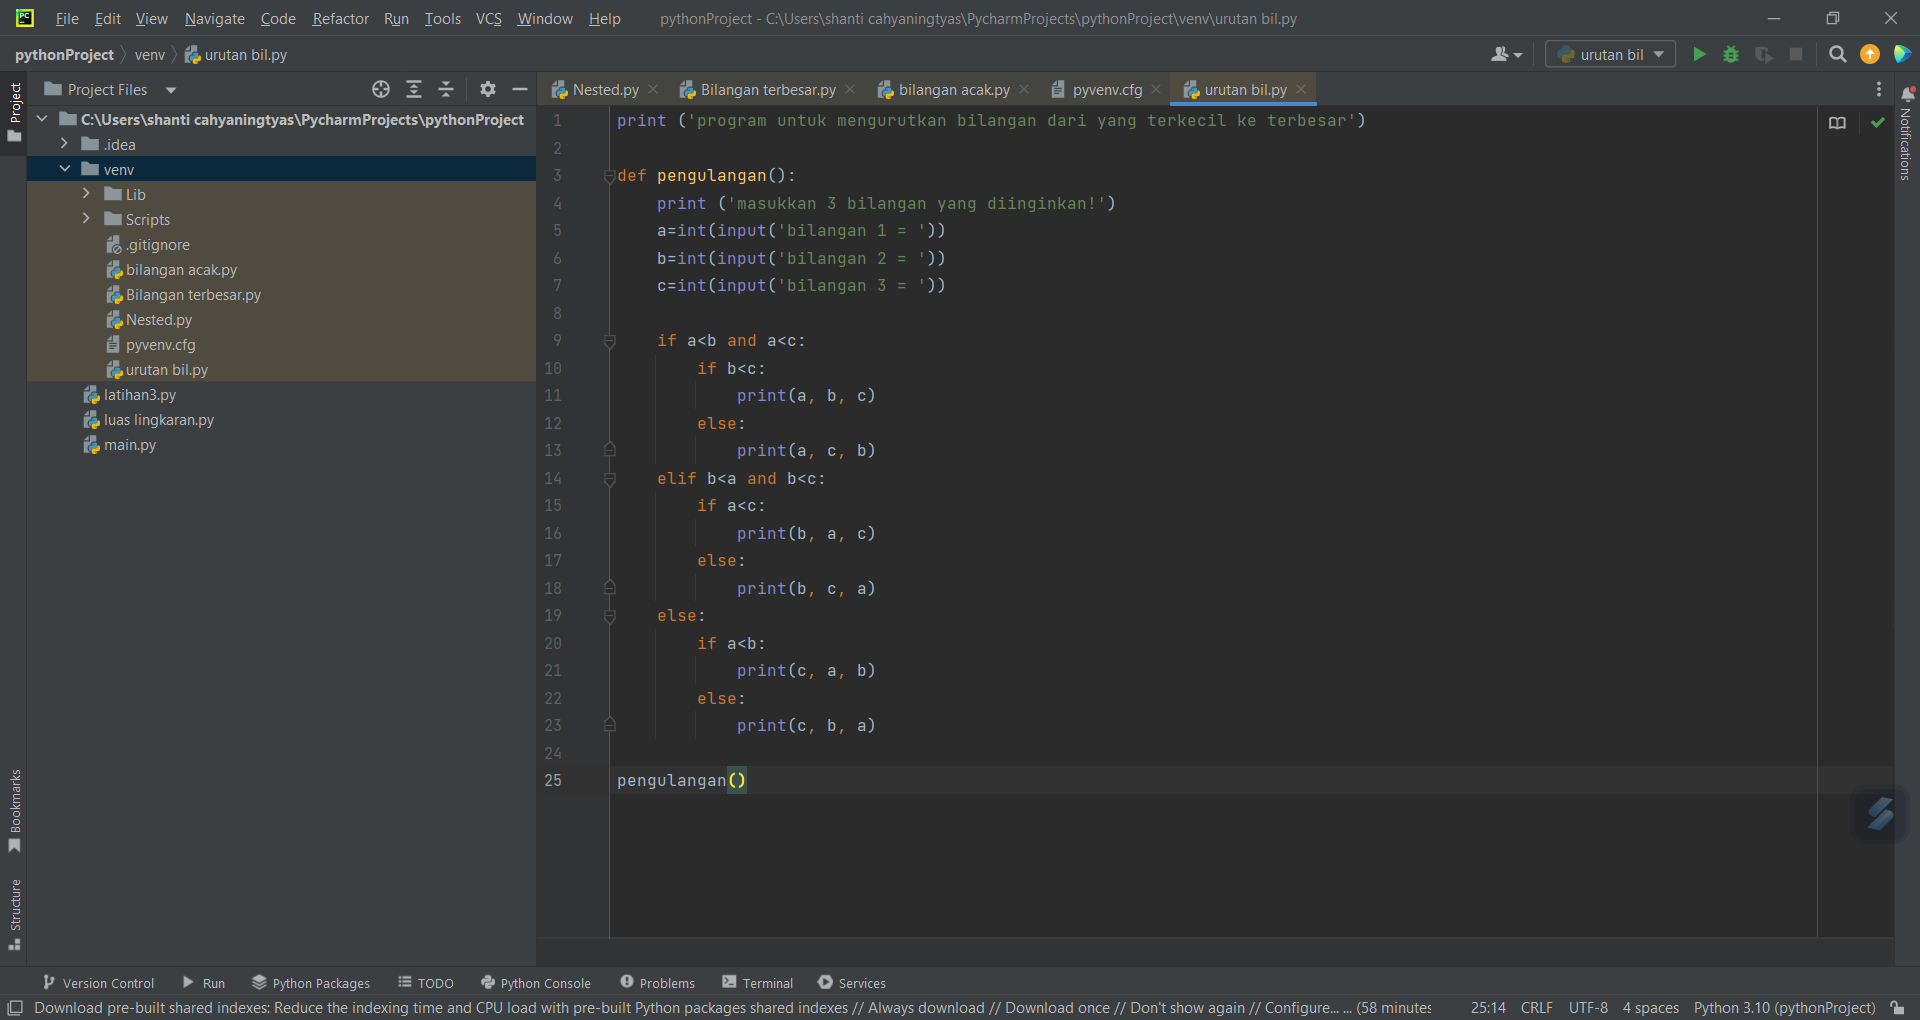 PC File Edit View Navigate Code Refactor Run Tools VCS Window Help pythonProject - C:\Users\shanti cahyaningtyas\PycharmProjects\pythonProject\venv\urutan bil.py
pythonProject venv urutan bil.py urutan bil
Project Project Files
Nested.py Bilangan terbesar.py bilangan acak.py pyvenv.cfg urutan bil.py
Notifications
C:\Users\shanti cahyaningtyas\PycharmProjects\pythonProject
.idea
venv
Lib
Scripts
.gitignore
bilangan acak.py
Bilangan terbesar.py
Nested.py
pyvenv.cfg
urutan bil.py
latihan3.py
luas lingkaran.py
main.py
Bookmarks
Structure
1 print ('program untuk mengurutkan bilangan dari yang terkecil ke terbesar')
2
3 def pengulangan():
4     print ('masukkan 3 bilangan yang diinginkan!')
5     a=int(input('bilangan 1 = '))
6     b=int(input('bilangan 2 = '))
7     c=int(input('bilangan 3 = '))
8
9     if a<b and a<c:
10         if b<c:
11             print(a, b, c)
12         else:
13             print(a, c, b)
14     elif b<a and b<c:
15         if a<c:
16             print(b, a, c)
17         else:
18             print(b, c, a)
19     else:
20         if a<b:
21             print(c, a, b)
22         else:
23             print(c, b, a)
24
25 pengulangan()
Version Control Run Python Packages TODO Python Console Problems Terminal Services
Download pre-built shared indexes: Reduce the indexing time and CPU load with pre-built Python packages shared indexes // Always download // Download once // Don't show again // Configure... ... (58 minutes 25:14 CRLF UTF-8 4 spaces Python 3.10 (pythonProject)